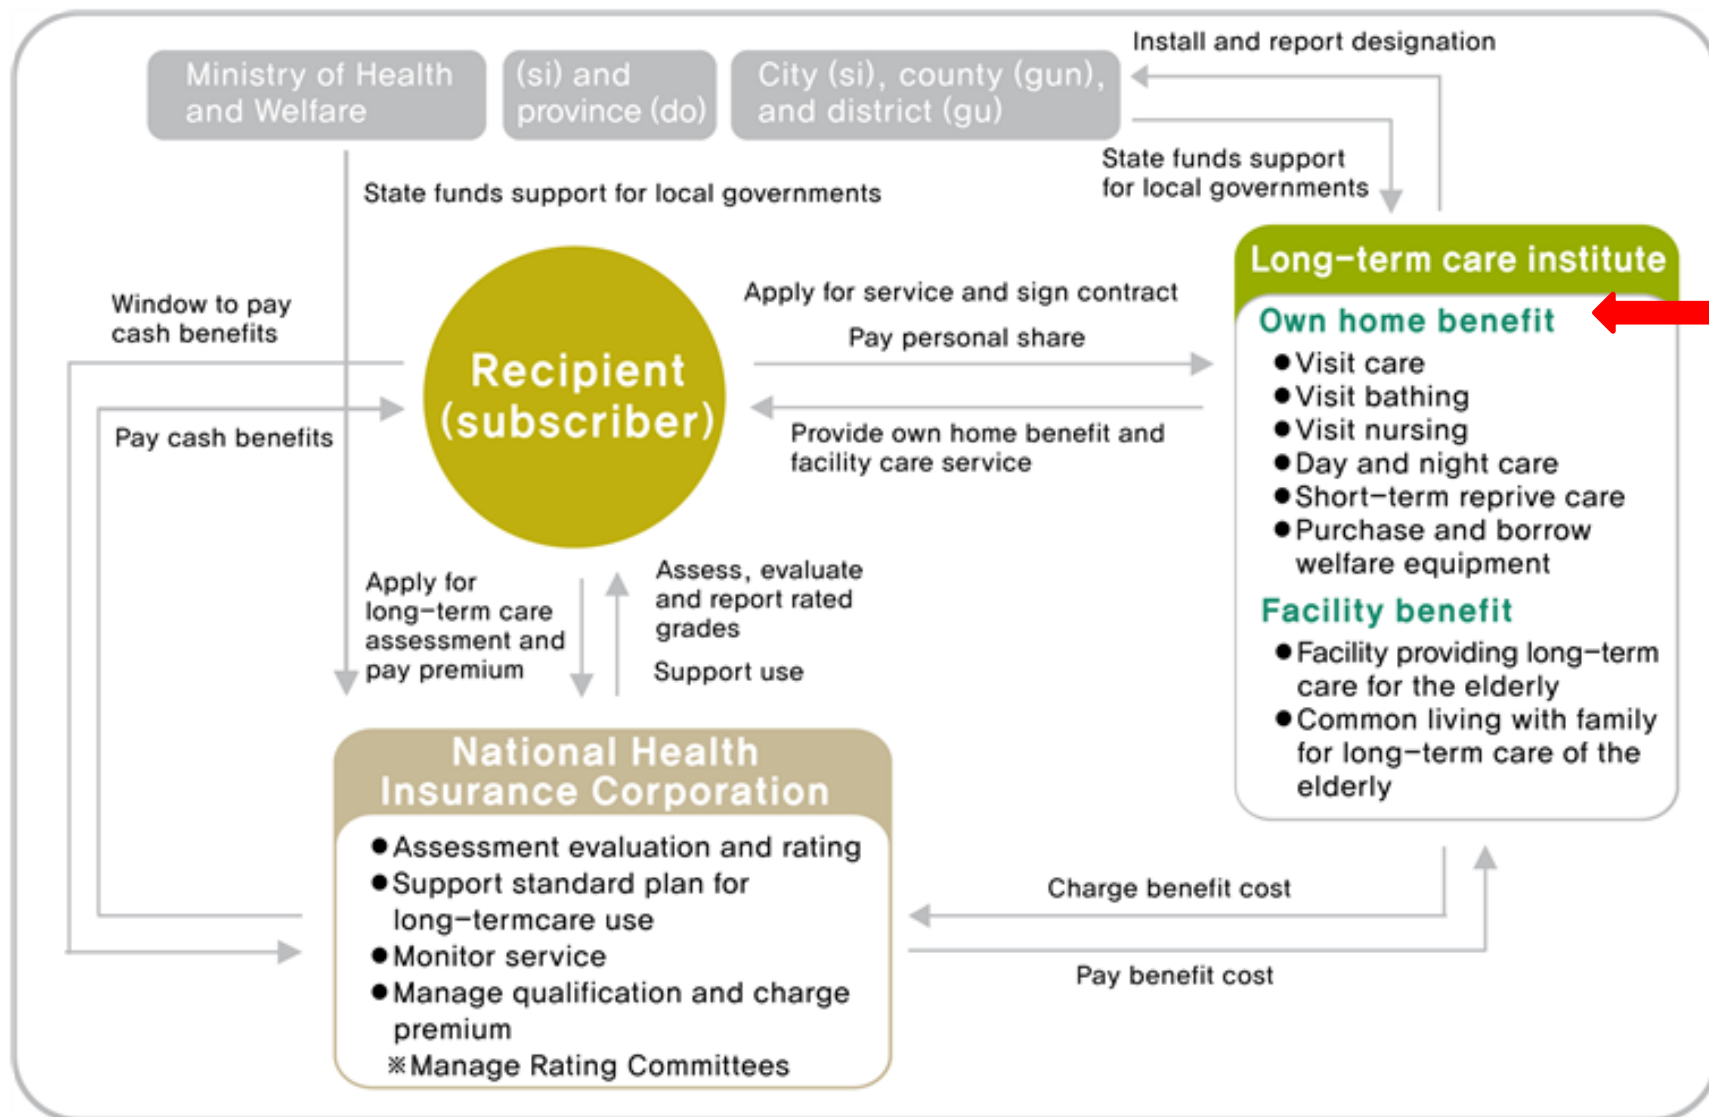 Ministry of Health
and Welfare
(si) and
province (do)
City (si), county (gun),
and district (gu)
Install and report designation
State funds support
for local governments
State funds support for local governments
Long-term care institute
Own home benefit
●Visit care
●Visit bathing
●Visit nursing
●Day and night care
●Short-term reprive care
●Purchase and borrow
welfare equipment
Facility benefit
●Facility providing long-term
care for the elderly
●Common living with family
for long-term care of the
elderly
Window to pay
cash benefits
Pay cash benefits
Recipient
(subscriber)
Apply for service and sign contract
Pay personal share
Provide own home benefit and
facility care service
Apply for
long-term care
assessment and
pay premium
Assess, evaluate
and report rated
grades
Support use
National Health
Insurance Corporation
●Assessment evaluation and rating
●Support standard plan for
long-termcare use
●Monitor service
●Manage qualification and charge
premium
※Manage Rating Committees
Charge benefit cost
Pay benefit cost